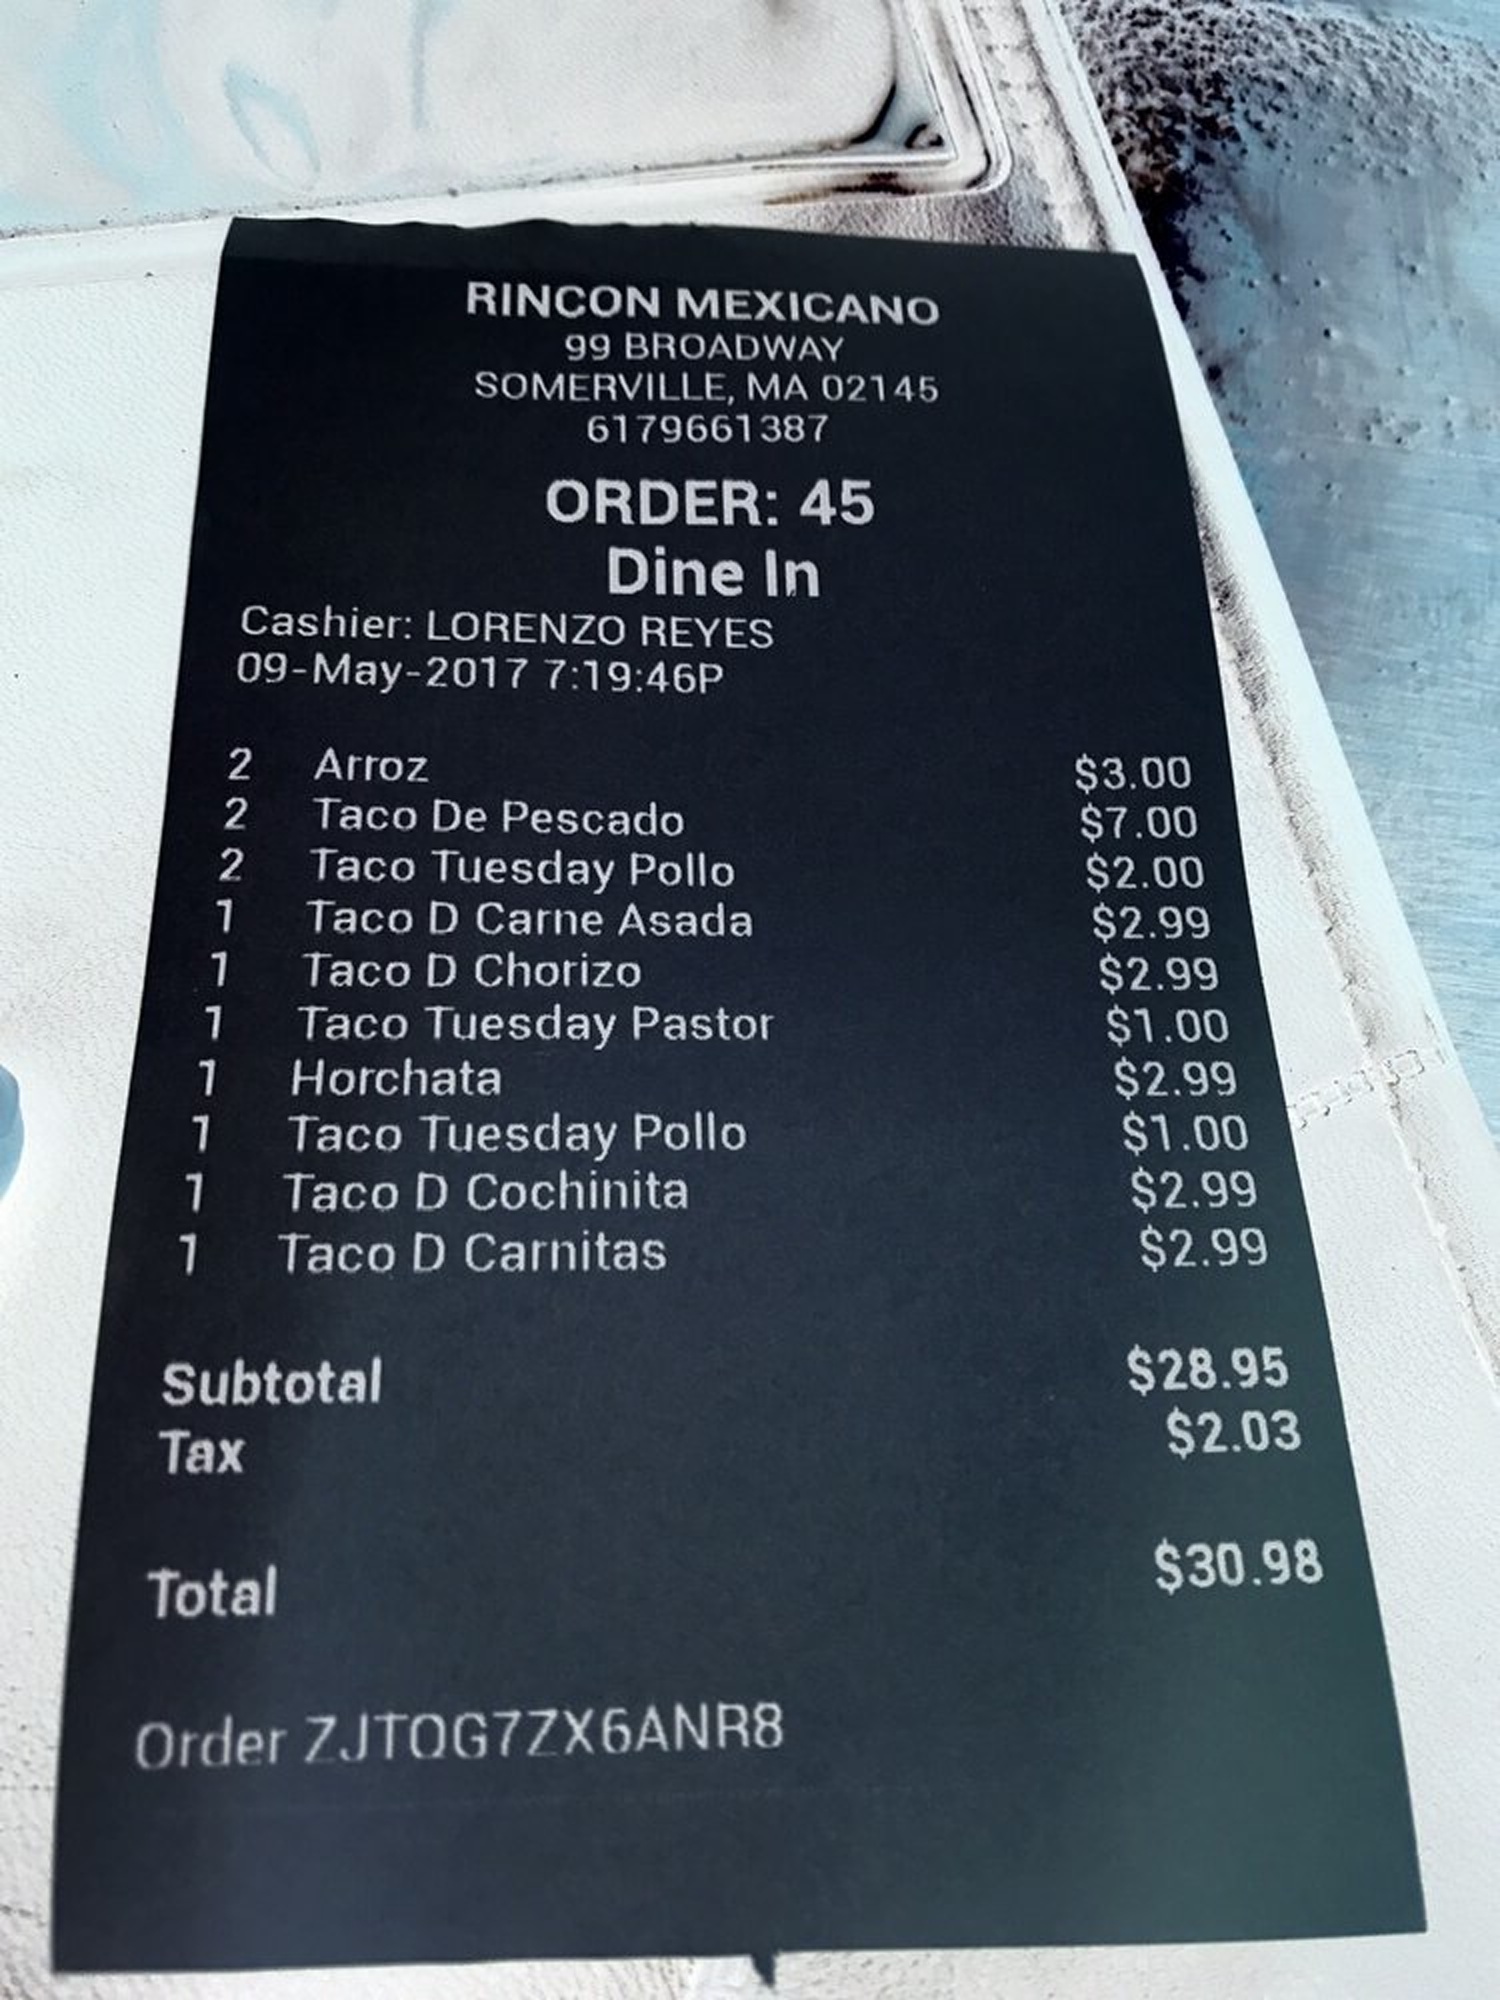 RINCON MEXICANO
99 BROADWAY
SOMERVILLE, MA 02145
6179661387
ORDER: 45
Dine In
Cashier: LORENZO REYES
09-May-2017 7:19:46P
2 Arroz $3.00
2 Taco De Pescado $7.00
2 Taco Tuesday Pollo $2.00
1 Taco D Carne Asada $2.99
1 Taco D Chorizo $2.99
1 Taco Tuesday Pastor $1.00
1 Horchata $2.99
1 Taco Tuesday Pollo $1.00
1 Taco D Cochinita $2.99
1 Taco D Carnitas $2.99
Subtotal $28.95
Tax $2.03
Total $30.98
Order ZJTQG7ZX6ANR8